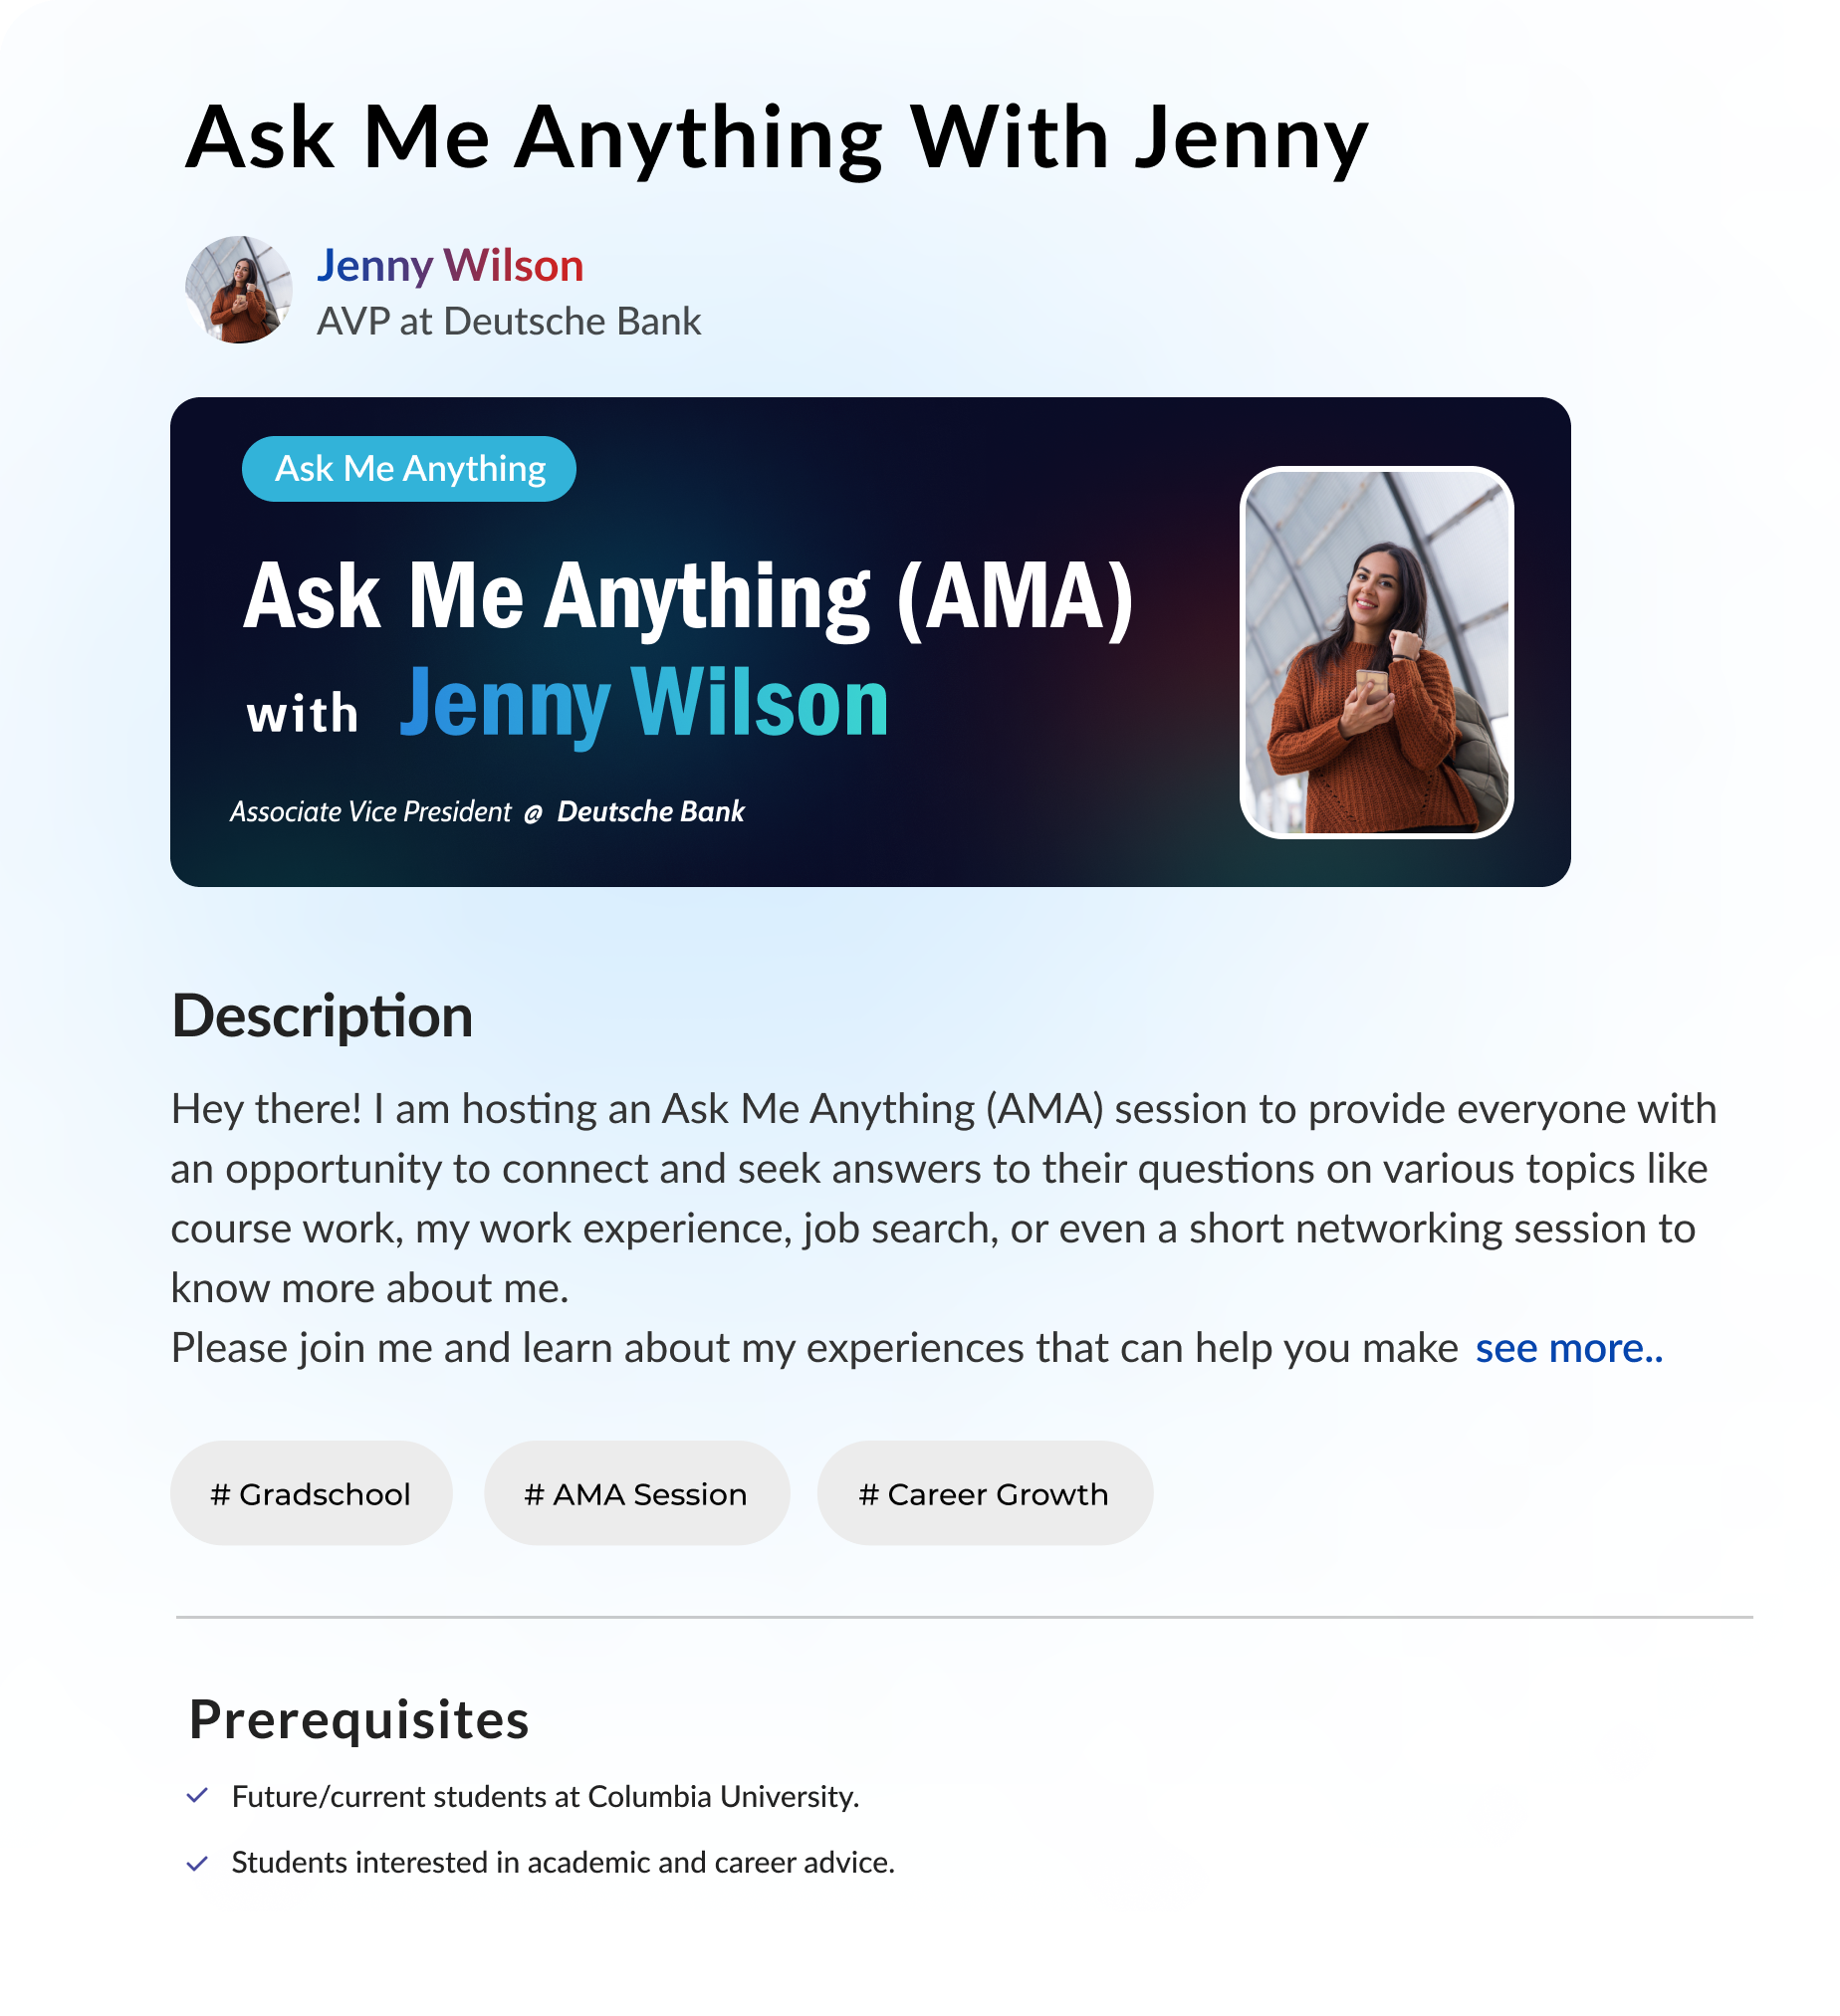 Ask Me Anything With Jenny
Jenny Wilson
AVP at Deutsche Bank
Ask Me Anything
Ask Me Anything (AMA)
with Jenny Wilson
Associate Vice President @ Deutsche Bank
Description
Hey there! I am hosting an Ask Me Anything (AMA) session to provide everyone with
an opportunity to connect and seek answers to their questions on various topics like
course work, my work experience, job search, or even a short networking session to
know more about me.
Please join me and learn about my experiences that can help you make see more..
# Gradschool # AMA Session # Career Growth
Prerequisites
Future/current students at Columbia University.
Students interested in academic and career advice.